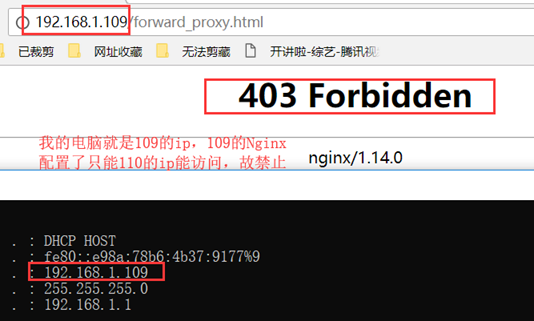 192.168.1.109/forward_proxy.html
已裁剪 网址收藏 无法剪藏 开讲啦-综艺-腾讯视
403 Forbidden
我的电脑就是109的ip，109的Nginx
配置了只能110的ip能访问，故禁止
nginx/1.14.0
. : DHCP HOST
. : fe80::e98a:78b6:4b37:9177%9
. : 192.168.1.109
. : 255.255.255.0
. : 192.168.1.1